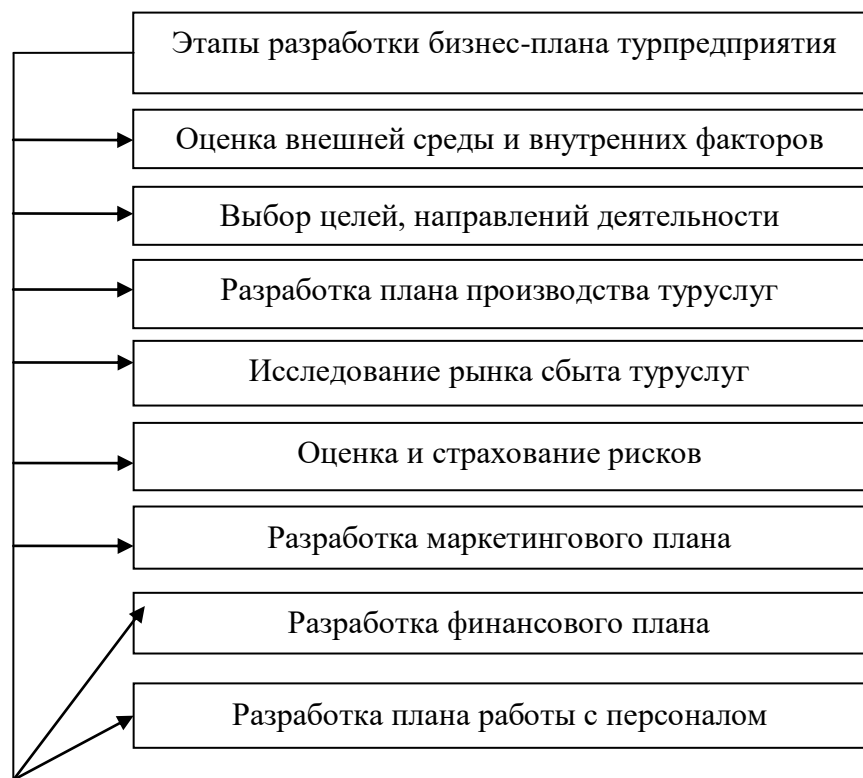 Этапы разработки бизнес-плана турпредприятия
Оценка внешней среды и внутренних факторов
Выбор целей, направлений деятельности
Разработка плана производства туруслуг
Исследование рынка сбыта туруслуг
Оценка и страхование рисков
Разработка маркетингового плана
Разработка финансового плана
Разработка плана работы с персоналом